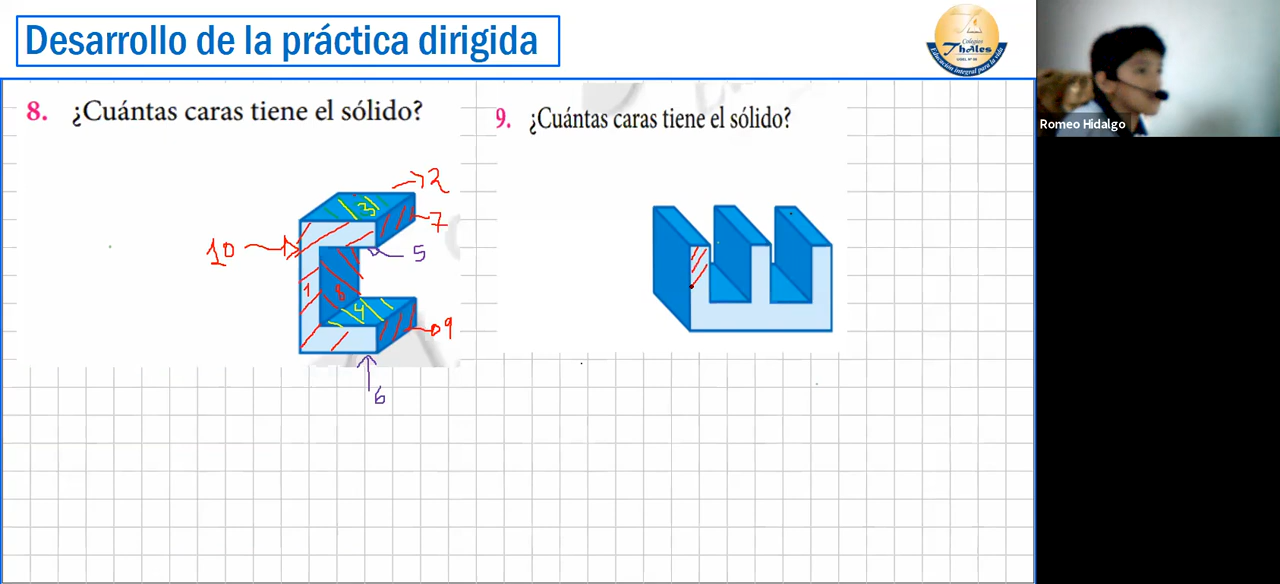 Desarrollo de la práctica dirigida
Colegios
Thales
Educación integral para la vida
Romeo Hidalgo
8. ¿Cuántas caras tiene el sólido?
9. ¿Cuántas caras tiene el sólido?
2
3
7
10
5
1
8
4
9
6